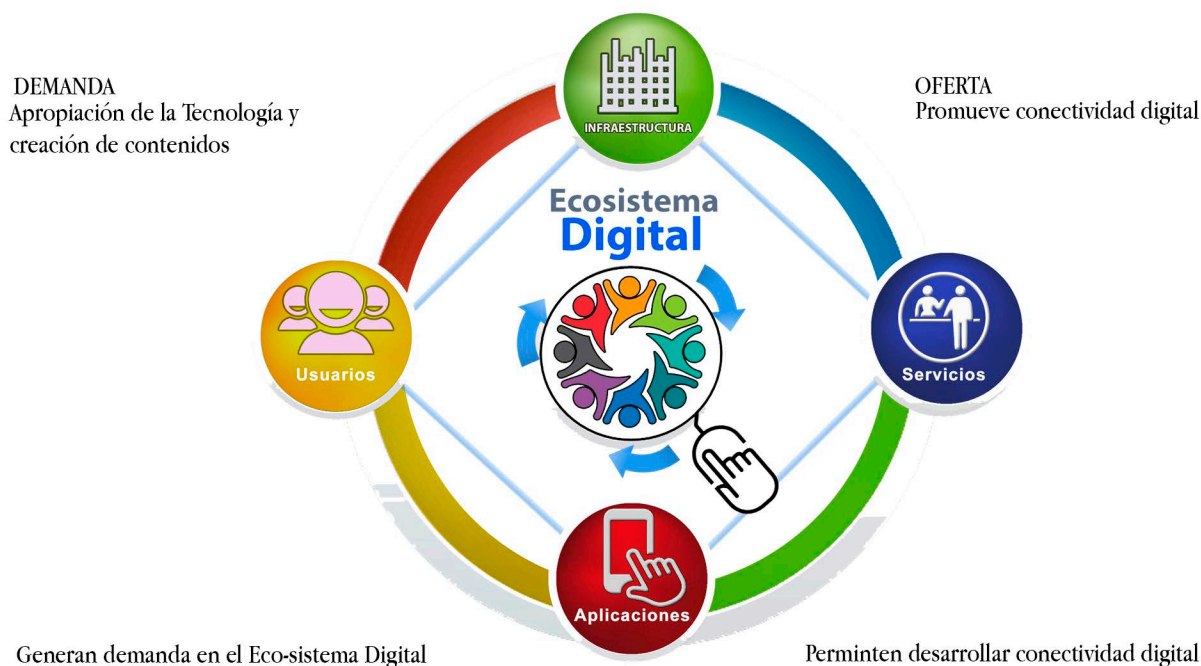 DEMANDA
Apropiación de la Tecnología y
creación de contenidos
OFERTA
Promueve conectividad digital
INFRAESTRUCTURA
Ecosistema
Digital
Usuarios
Servicios
Aplicaciones
Generan demanda en el Eco-sistema Digital
Perminten desarrollar conectividad digital